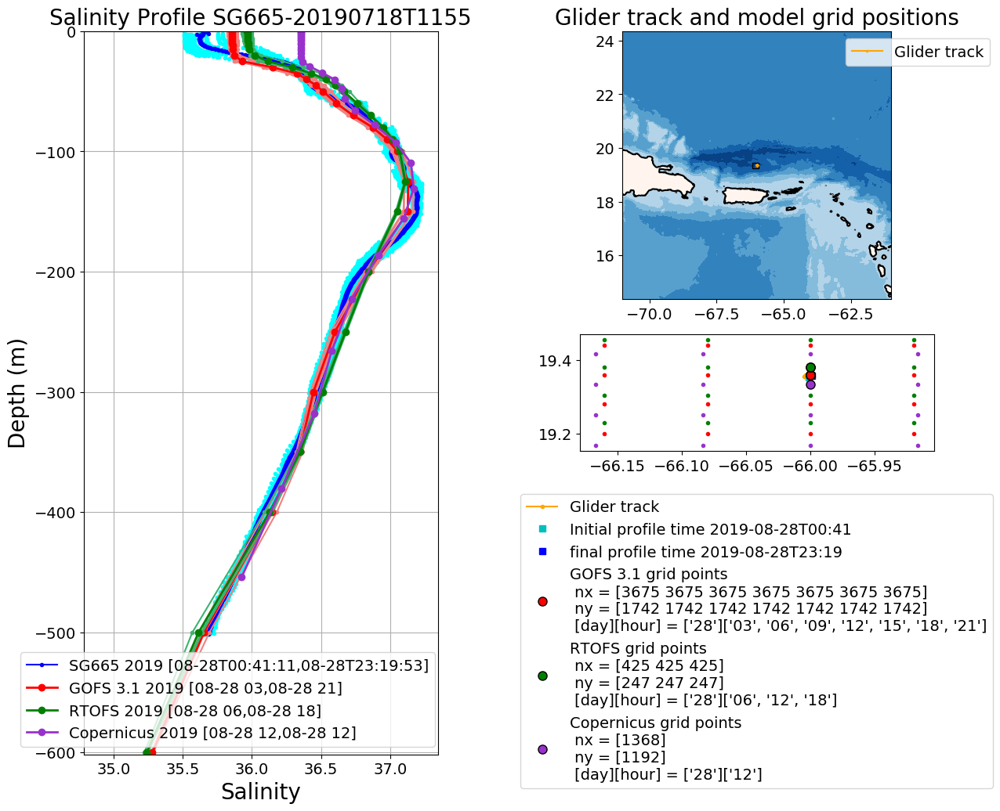 Salinity Profile SG665-20190718T1155
0
−100
−200
−300
−400
−500
−600
35.0 35.5 36.0 36.5 37.0
Depth (m)
Salinity
SG665 2019 [08-28T00:41:11,08-28T23:19:53]
GOFS 3.1 2019 [08-28 03,08-28 21]
RTOFS 2019 [08-28 06,08-28 18]
Copernicus 2019 [08-28 12,08-28 12]
Glider track and model grid positions
Glider track
24
22
20
18
16
−70.0 −67.5 −65.0 −62.5
19.4
19.2
−66.15 −66.10 −66.05 −66.00 −65.95
Glider track
Initial profile time 2019-08-28T00:41
final profile time 2019-08-28T23:19
GOFS 3.1 grid points
nx = [3675 3675 3675 3675 3675 3675 3675]
ny = [1742 1742 1742 1742 1742 1742 1742]
[day][hour] = ['28']['03', '06', '09', '12', '15', '18', '21']
RTOFS grid points
nx = [425 425 425]
ny = [247 247 247]
[day][hour] = ['28']['06', '12', '18']
Copernicus grid points
nx = [1368]
ny = [1192]
[day][hour] = ['28']['12']